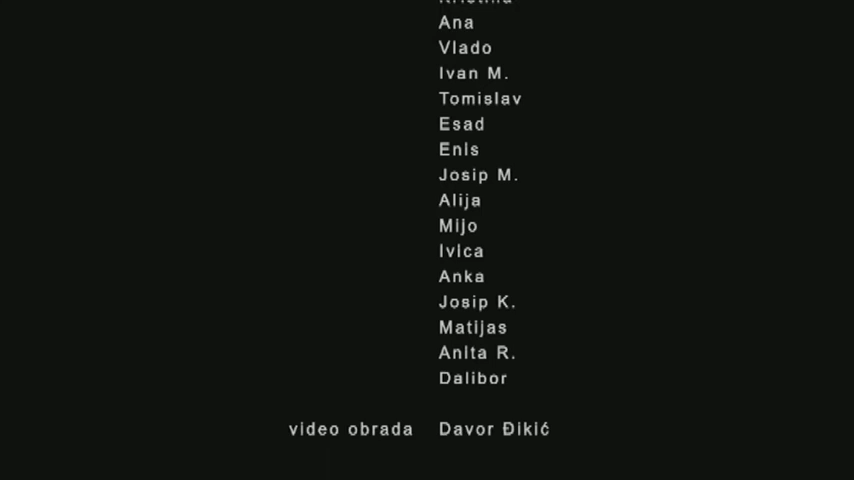 Kristina
Ana
Vlado
Ivan M.
Tomislav
Esad
Enis
Josip M.
Alija
Mijo
Ivica
Anka
Josip K.
Matijas
Anita R.
Dalibor
video obrada Davor Đikić